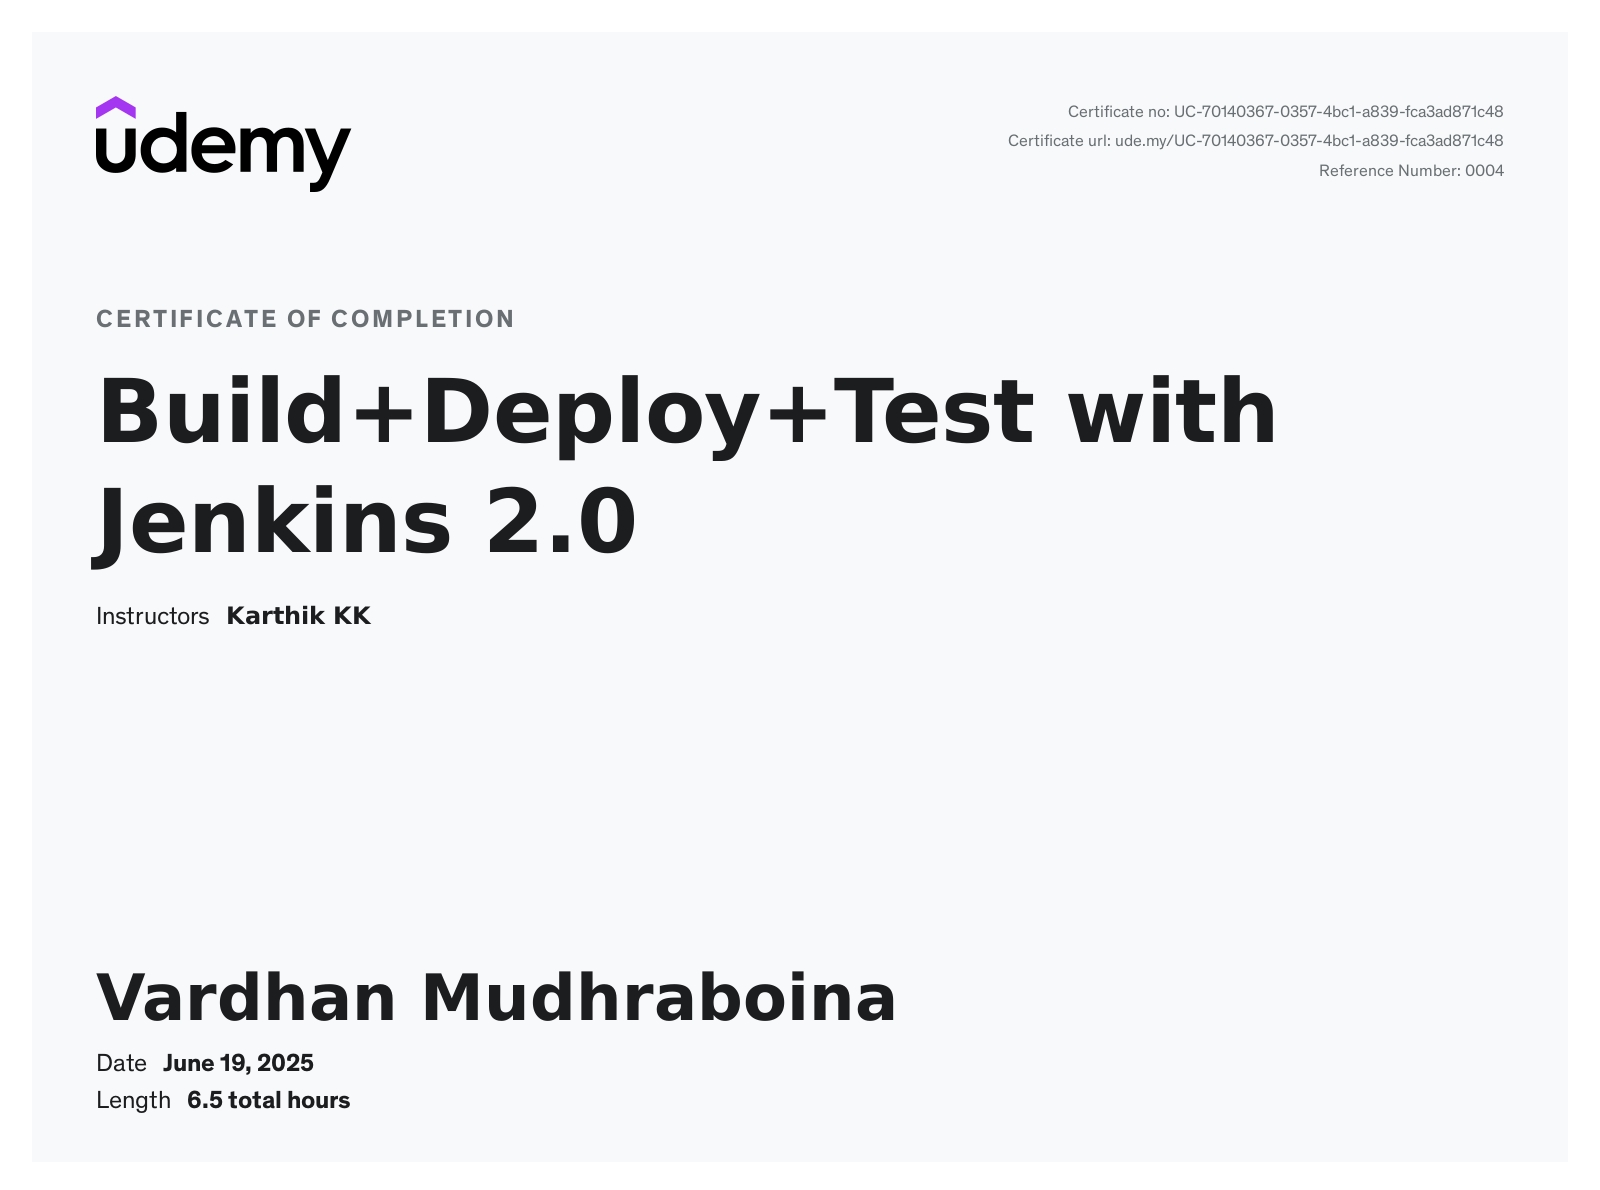 udemy
Certificate no: UC-70140367-0357-4bc1-a839-fca3ad871c48
Certificate url: ude.my/UC-70140367-0357-4bc1-a839-fca3ad871c48
Reference Number: 0004
CERTIFICATE OF COMPLETION
Build+Deploy+Test with
Jenkins 2.0
Instructors Karthik KK
Vardhan Mudhraboina
Date June 19, 2025
Length 6.5 total hours